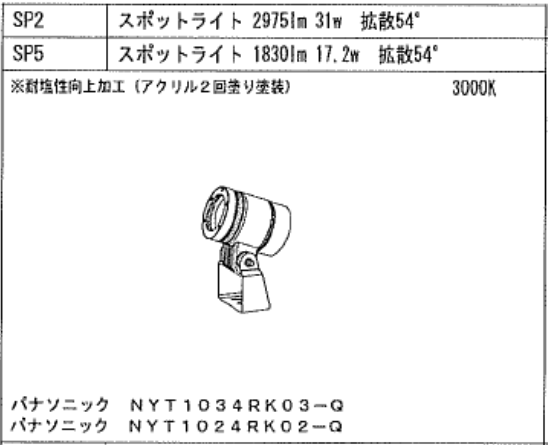 SP2 スポットライト 2975lm 31w 拡散54°
SP5 スポットライト 1830lm 17.2w 拡散54°
※耐塩性向上加工（アクリル２回塗り塗装） 3000K
パナソニック ＮＹＴ１０３４ＲＫ０３－Ｑ
パナソニック ＮＹＴ１０２４ＲＫ０２－Ｑ